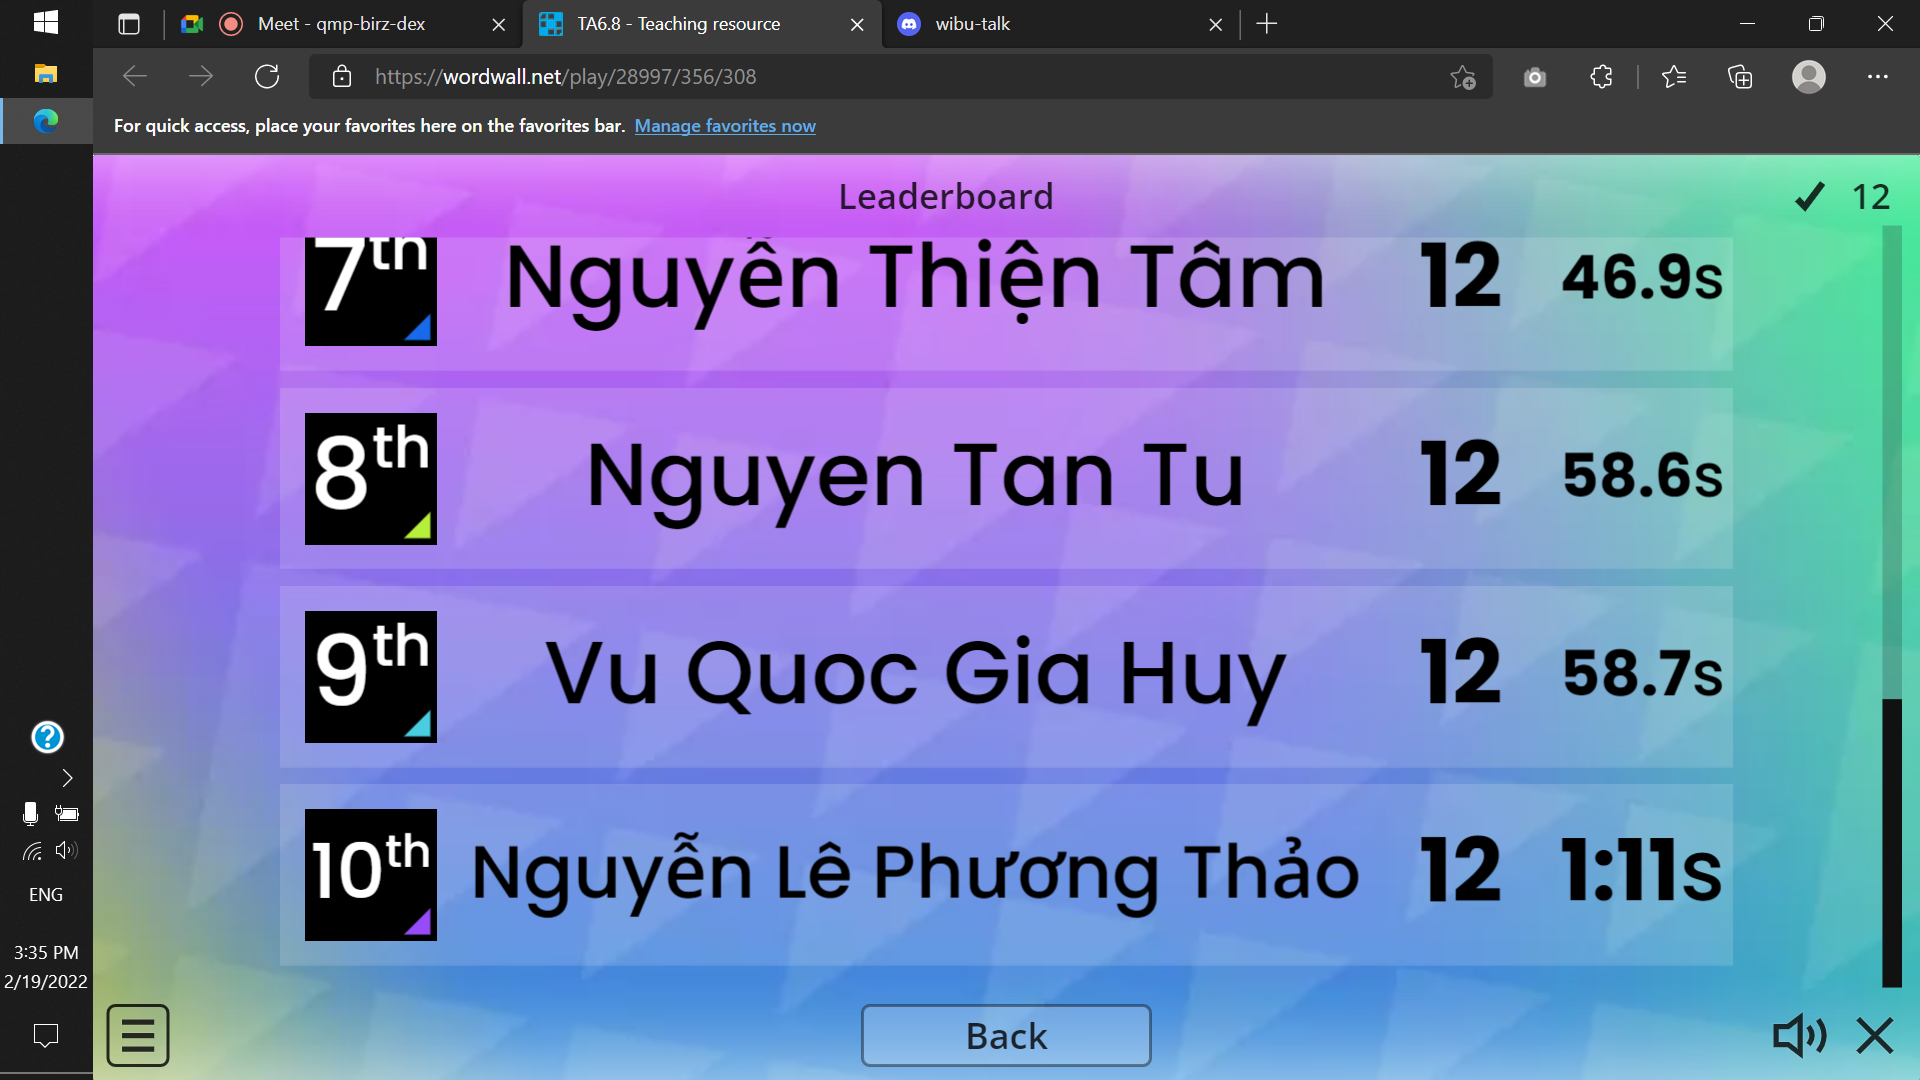 Meet - qmp-birz-dex
TA6.8 - Teaching resource
wibu-talk
https://wordwall.net/play/28997/356/308
For quick access, place your favorites here on the favorites bar. Manage favorites now
Leaderboard
12
7th Nguyễn Thiện Tâm 12 46.9s
8th Nguyen Tan Tu 12 58.6s
9th Vu Quoc Gia Huy 12 58.7s
10th Nguyễn Lê Phương Thảo 12 1:11s
ENG
3:35 PM
2/19/2022
Back